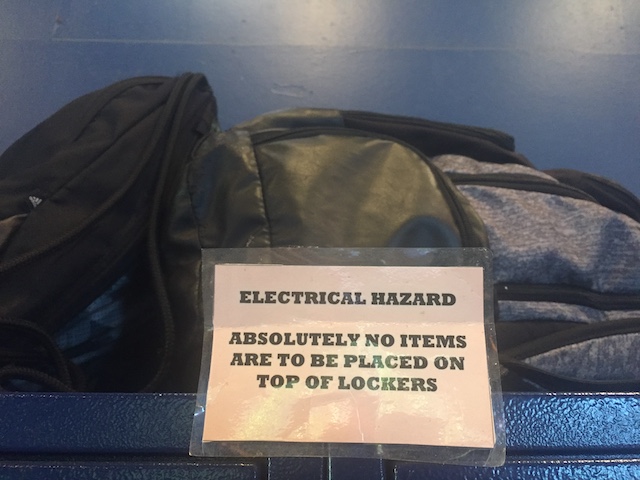 ELECTRICAL HAZARD
ABSOLUTELY NO ITEMS
ARE TO BE PLACED ON
TOP OF LOCKERS